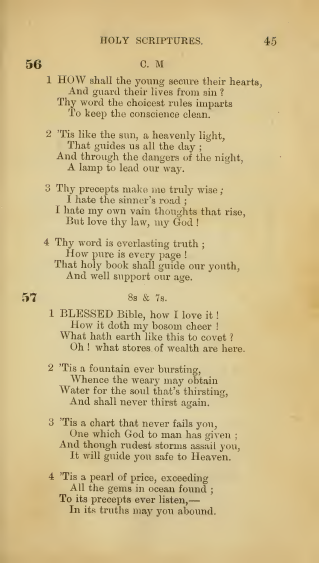 HOLY SCRIPTURES. 45
56 C. M
1 HOW shall the young secure their hearts,
And guard their lives from sin ?
Thy word the choicest rules imparts
To keep the conscience clean.
2 'Tis like the sun, a heavenly light,
That guides us all the day ;
And through the dangers of the night,
A lamp to lead our way.
3 Thy precepts make me truly wise ;
I hate the sinner's road ;
I hate my own vain thoughts that rise,
But love thy law, my God !
4 Thy word is everlasting truth ;
How pure is every page !
That holy book shall guide our youth,
And well support our age.
57 8s & 7s.
1 BLESSED Bible, how I love it !
How it doth my bosom cheer !
What hath earth like this to covet ?
Oh ! what stores of wealth are here.
2 'Tis a fountain ever bursting,
Whence the weary may obtain
Water for the soul that's thirsting,
And shall never thirst again.
3 'Tis a chart that never fails you,
One which God to man has given ;
And though rudest storms assail you,
It will guide you safe to Heaven.
4 'Tis a pearl of price, exceeding
All the gems in ocean found ;
To its precepts ever listen,—
In its truths may you abound.